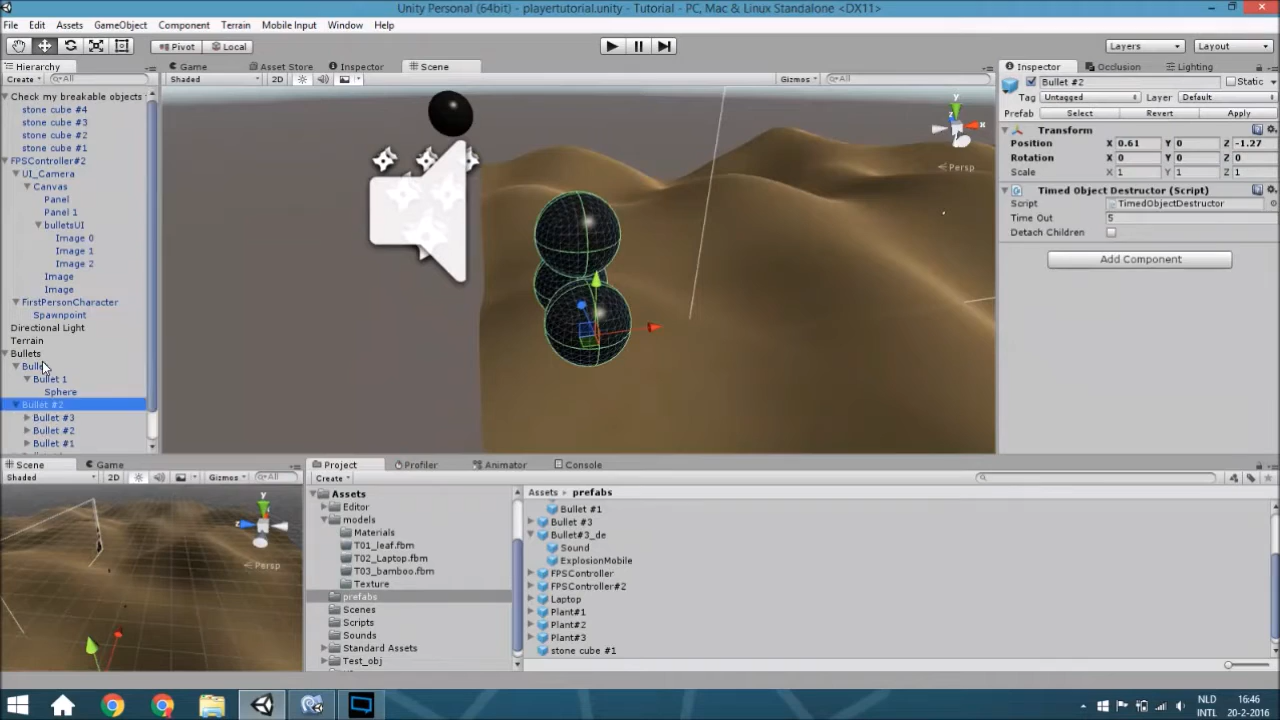 Unity Personal (64bit) - playertutorial.unity - Tutorial - PC, Mac & Linux Standalone <DX11>
File Edit Assets GameObject Component Terrain Mobile Input Window Help
Pivot Local Layers Layout
Hierarchy Game Asset Store Inspector Scene Inspector Occlusion Lighting
Create All Shaded 2D Gizmos All Bullet #2 Static
Check my breakable objects
Tag Untagged Layer Default
stone cube #4
Prefab Select Revert Apply
stone cube #3
Transform
stone cube #2
Position X 0.61 Y 0 Z -1.27
stone cube #1
Rotation X 0 Y 0 Z 0
FPSController#2
Persp
Scale X 1 Y 1 Z 1
UI_Camera
Canvas
Timed Object Destructor (Script)
Panel
Script TimedObjectDestructor
Panel 1
Time Out 5
bulletsUI
Detach Children
Image 0
Image 1
Add Component
Image 2
Image
Image
FirstPersonCharacter
Spawnpoint
Directional Light
Terrain
Bullets
Bullet 1
Sphere
Bullet #2
Bullet #3
Bullet #2
Bullet #1
Scene Game Project Profiler Animator Console
Shaded 2D Gizmos All Create
Assets
Editor
models
Materials
T01_leaf.fbm
T02_Laptop.fbm
T03_bamboo.fbm
Texture
prefabs
Scenes
Scripts
Sounds
Standard Assets
Test_obj
Persp
Assets prefabs
Bullet #1
Bullet #3
Bullet#3_de
Sound
ExplosionMobile
FPSController
FPSController#2
Laptop
Plant#1
Plant#2
Plant#3
stone cube #1
NLD 16:46
INTL 20-2-2016